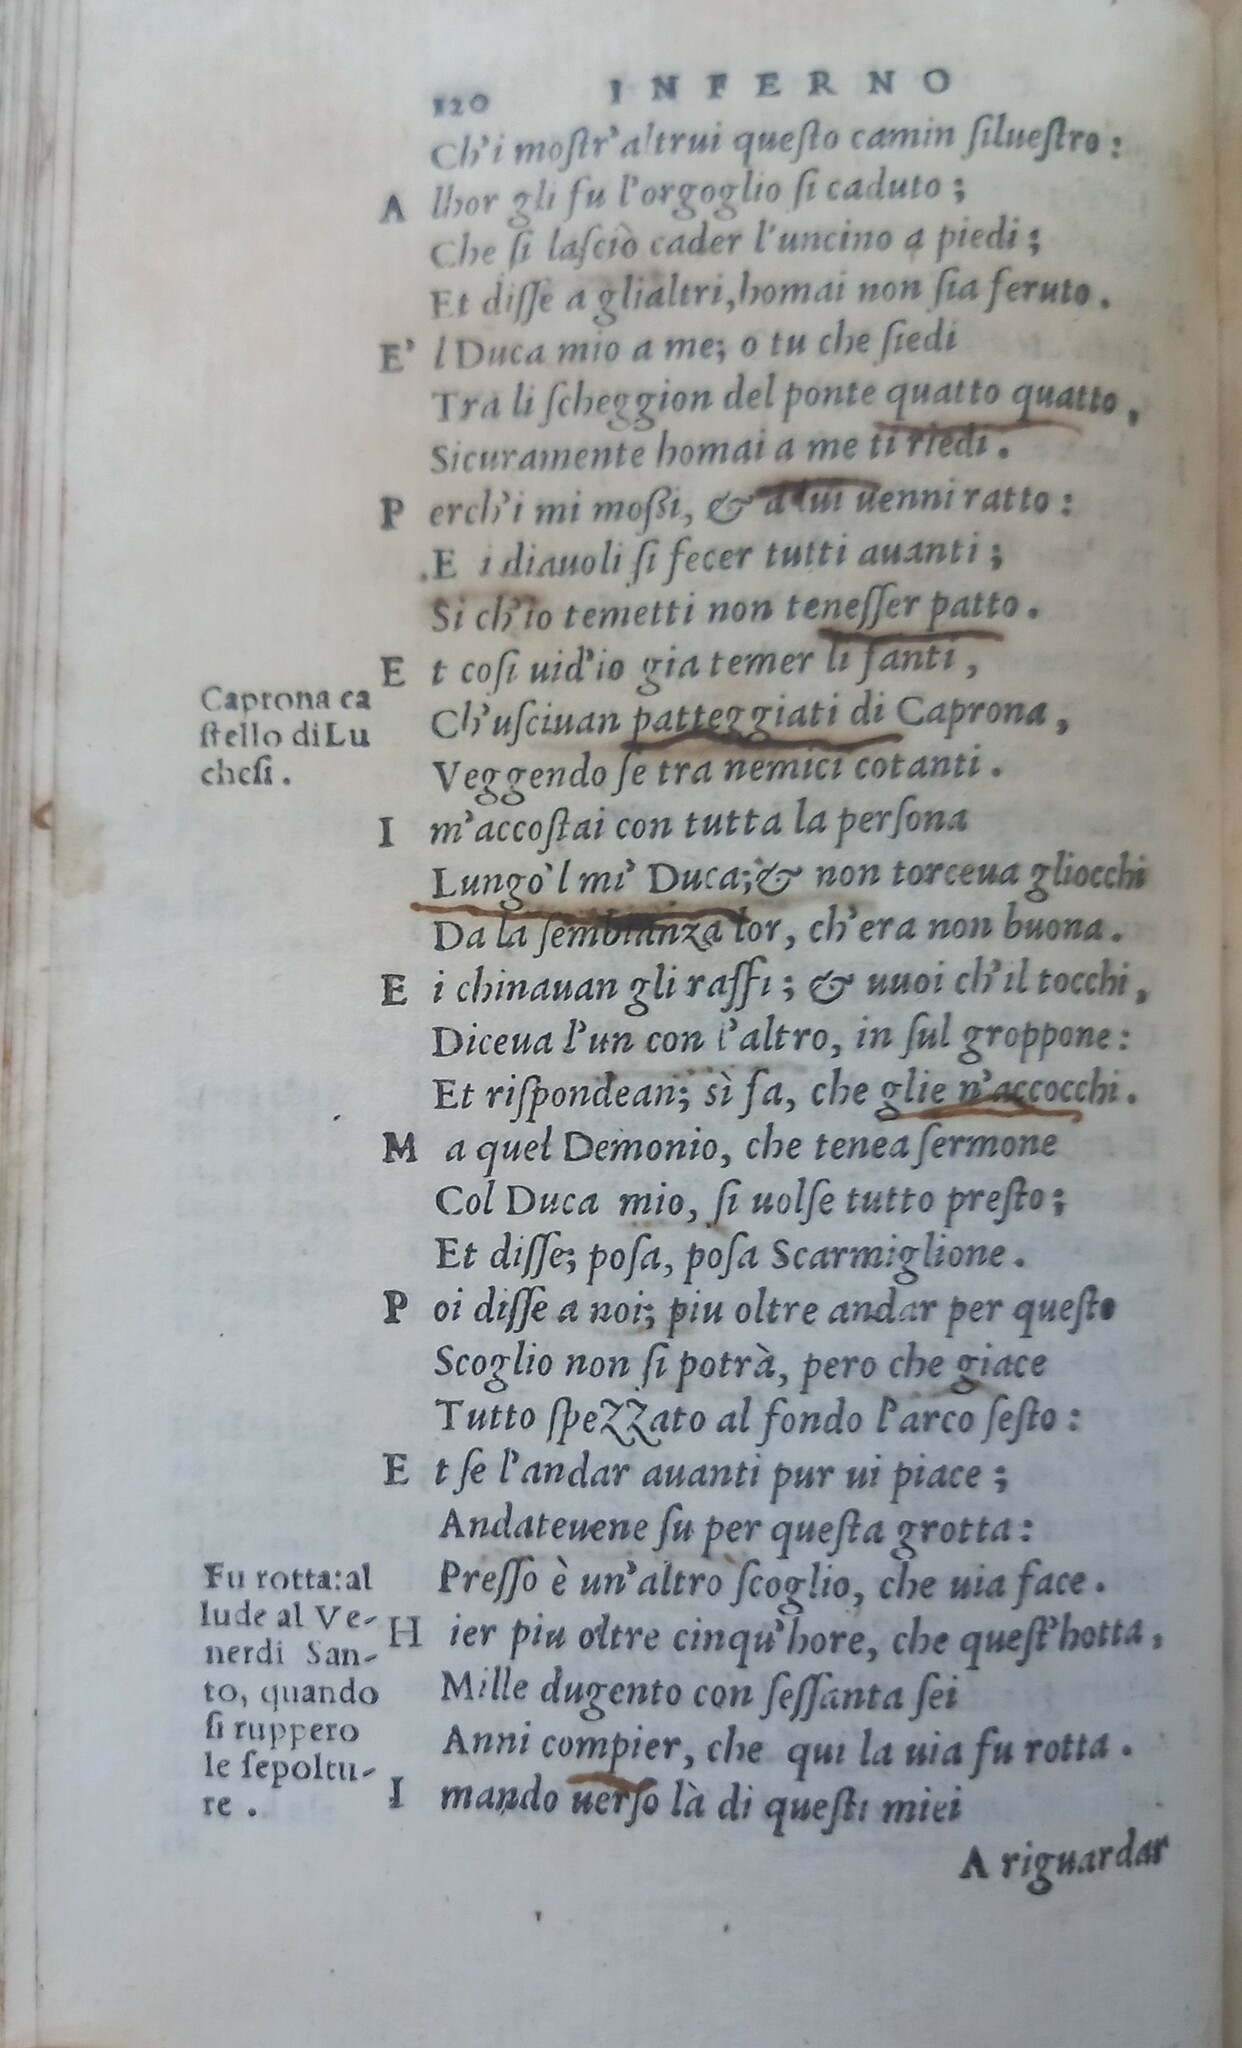 120 INFERNO
Ch'i moſtr'altrui queſto camin ſilueſtro:
A lhor gli fu l'orgoglio ſi caduto;
Che ſi laſciò cader l'uncino a piedi;
Et diſſe a glialtri, homai non ſia feruto.
E' l Duca mio a me; o tu che ſiedi
Tra li ſcheggion del ponte quatto quatto,
Sicuramente homai a me ti riedi.
P erch'i mi moßi, & a lui uenni ratto:
E i diauoli ſi fecer tutti auanti;
Si ch'io temetti non teneſſer patto.
E t coſi uid'io gia temer li fanti,
Ch'uſciuan patteggiati di Caprona,
Veggendo ſe tra nemici cotanti.
Caprona ca
ſtello di Lu
cheſi.
I m'accoſtai con tutta la perſona
Lungo'l mi' Duca; & non torceua gliocchi
Da la ſembianza lor, ch'era non buona.
E i chinauan gli raffi; & uuoi ch'il tocchi,
Diceua l'un con l'altro, in ſul groppone:
Et riſpondean; sì fa, che glie n'accocchi.
M a quel Demonio, che tenea ſermone
Col Duca mio, ſi uolſe tutto preſto;
Et diſſe; poſa, poſa Scarmiglione.
P oi diſſe a noi; piu oltre andar per queſto
Scoglio non ſi potrà, pero che giace
Tutto ſpezzato al fondo l'arco ſeſto:
E t ſe l'andar auanti pur ui piace;
Andateuene ſu per queſta grotta:
Preſſo è un'altro ſcoglio, che uia face.
H ier piu oltre cinqu'hore, che queſt'hotta,
Mille dugento con ſeſſanta ſei
Anni compier, che qui la uia fu rotta.
I mando uerſo là di queſti miei
Fu rotta: al
lude al Ve-
nerdi San-
to, quando
ſi ruppero
le ſepoltu-
re.
A riguardar